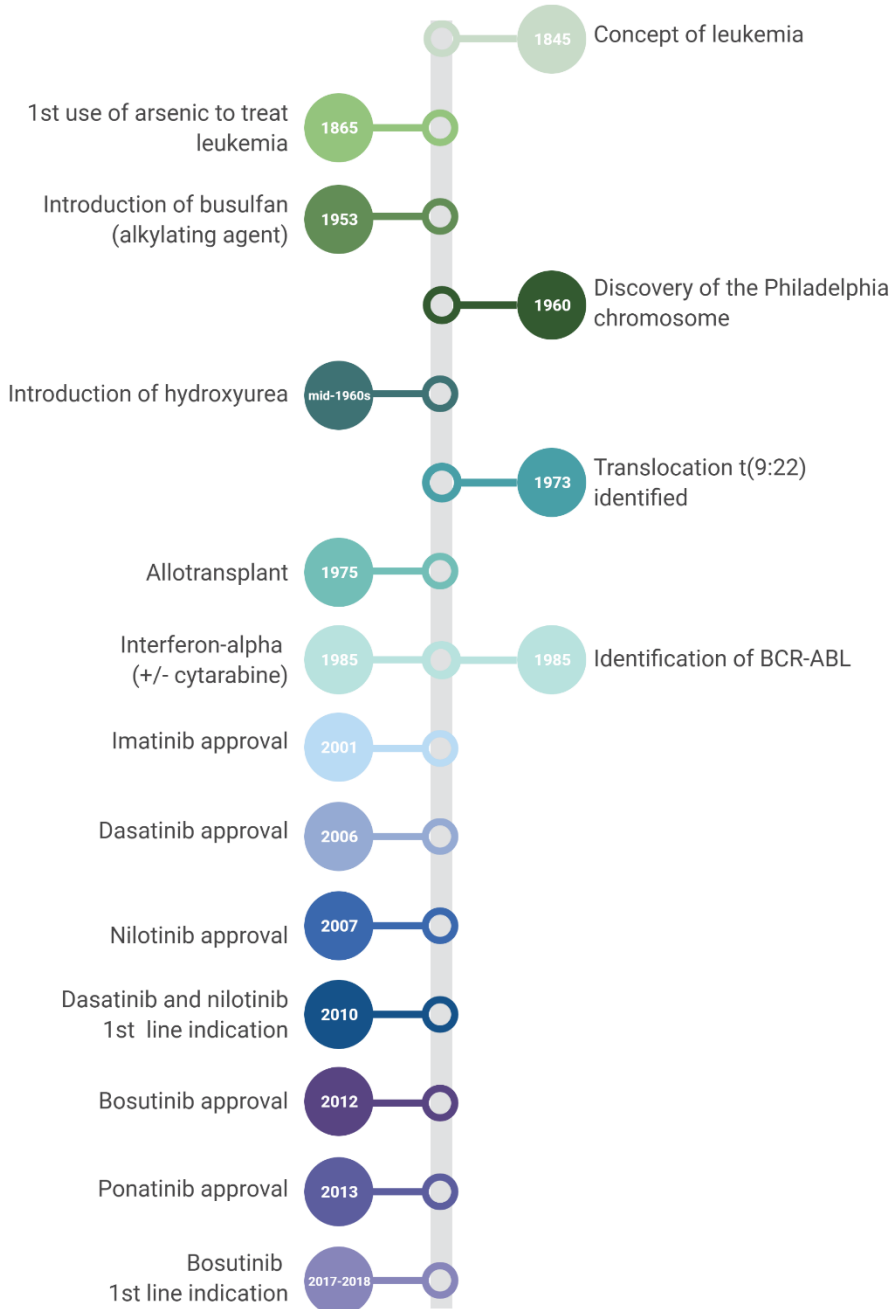 1845
Concept of leukemia
1st use of arsenic to treat
leukemia
1865
Introduction of busulfan
(alkylating agent)
1953
1960
Discovery of the Philadelphia
chromosome
Introduction of hydroxyurea
mid-1960s
1973
Translocation t(9:22)
identified
Allotransplant
1975
Interferon-alpha
(+/- cytarabine)
1985
1985
Identification of BCR-ABL
Imatinib approval
2001
Dasatinib approval
2006
Nilotinib approval
2007
Dasatinib and nilotinib
1st line indication
2010
Bosutinib approval
2012
Ponatinib approval
2013
Bosutinib
1st line indication
2017-2018